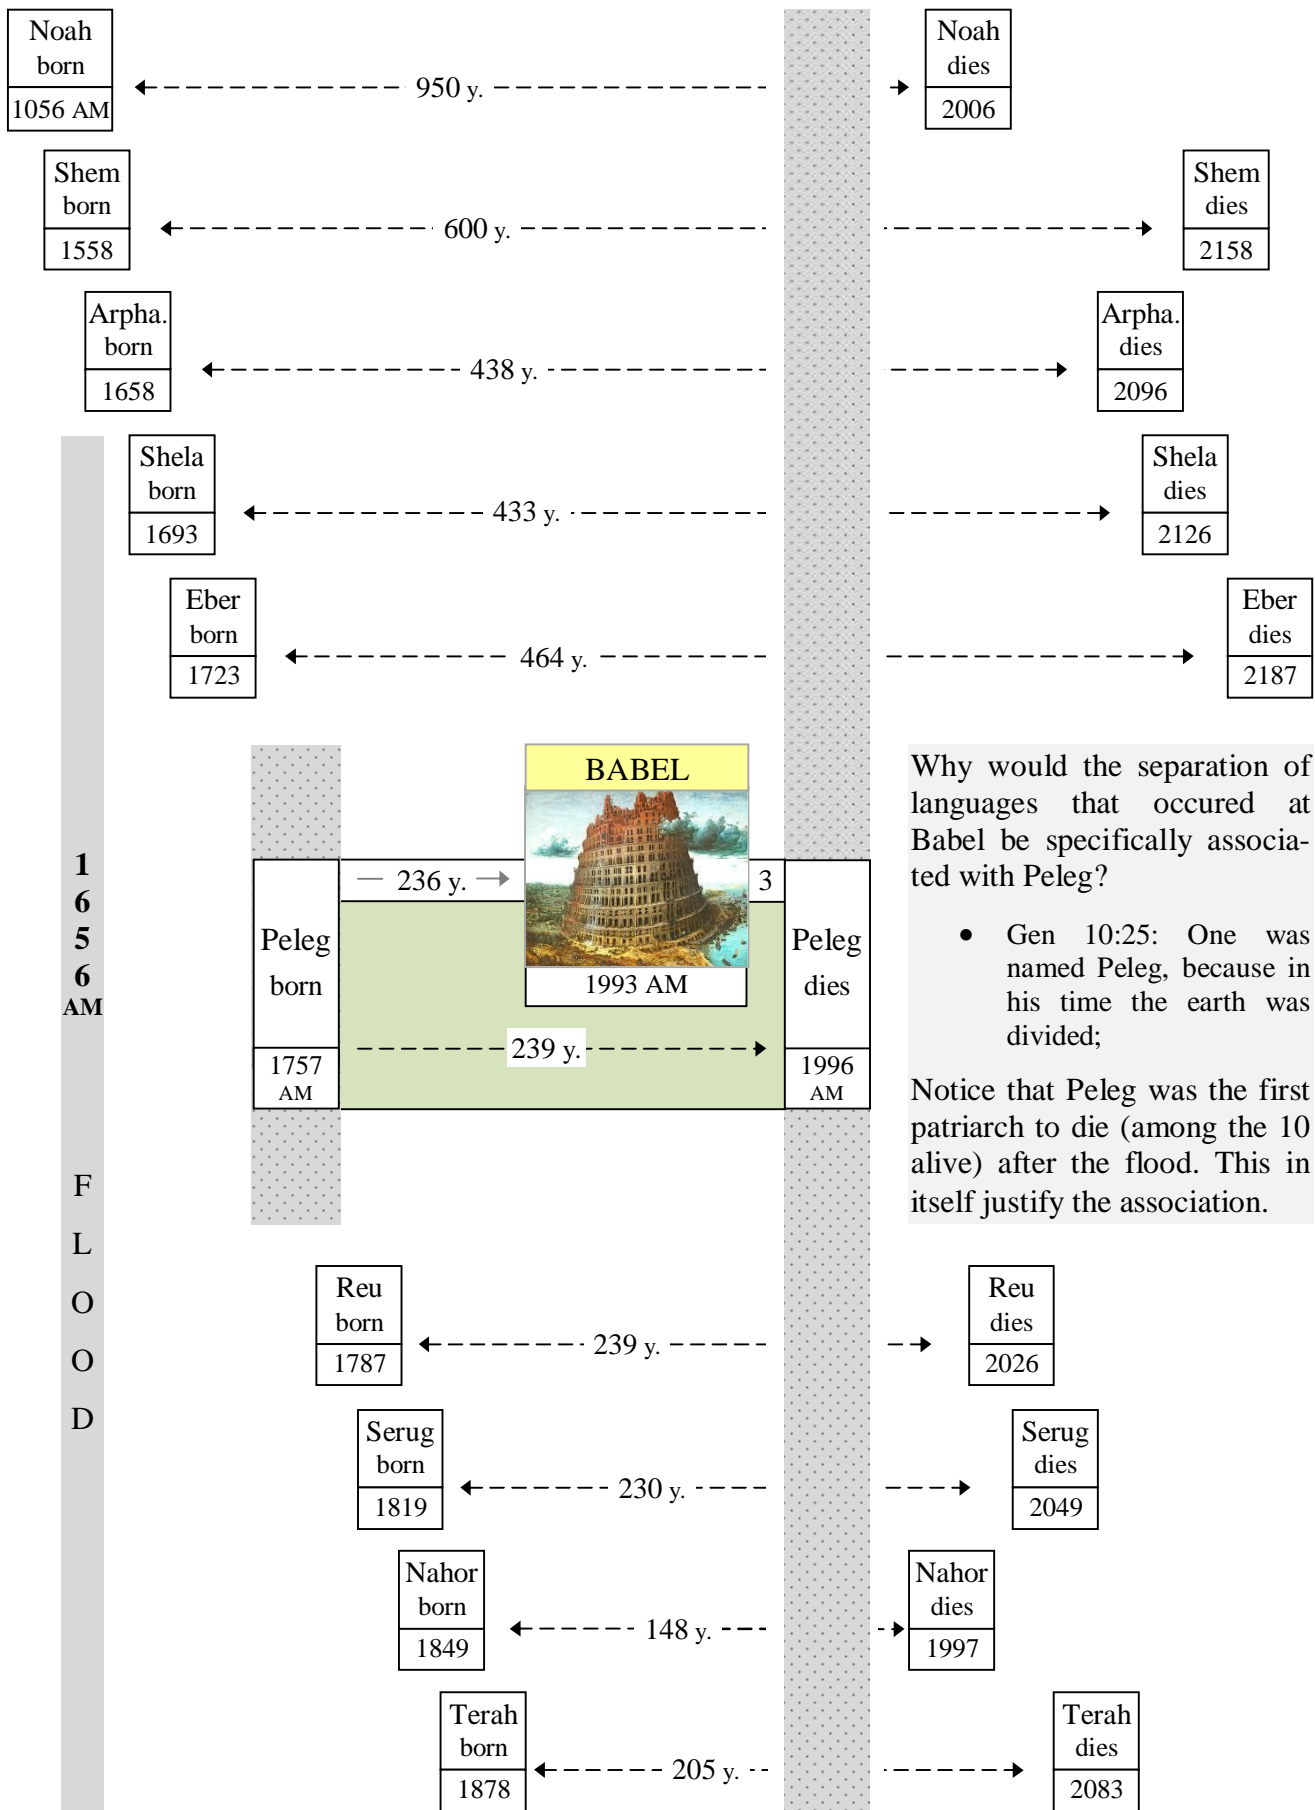 Noah
born
1056 AM
950 y.
Noah
dies
2006
Shem
born
1558
600 y.
Shem
dies
2158
Arpha.
born
1658
438 y.
Arpha.
dies
2096
Shela
born
1693
433 y.
Shela
dies
2126
Eber
born
1723
464 y.
Eber
dies
2187
1
6
5
6
AM
F
L
O
O
D
Peleg
born
1757
AM
236 y.
BABEL
1993 AM
3
239 y.
Peleg
dies
1996
AM
Why would the separation of
languages that occured at
Babel be specifically associa-
ted with Peleg?
• Gen 10:25: One was
named Peleg, because in
his time the earth was
divided;
Notice that Peleg was the first
patriarch to die (among the 10
alive) after the flood. This in
itself justify the association.
Reu
born
1787
239 y.
Reu
dies
2026
Serug
born
1819
230 y.
Serug
dies
2049
Nahor
born
1849
148 y.
Nahor
dies
1997
Terah
born
1878
205 y.
Terah
dies
2083